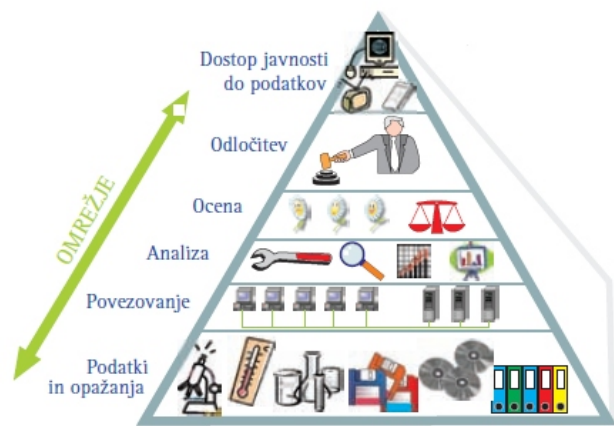 Dostop javnosti
do podatkov
Odločitev
OMREŽJE
Ocena
Analiza
Povezovanje
Podatki
in opažanja